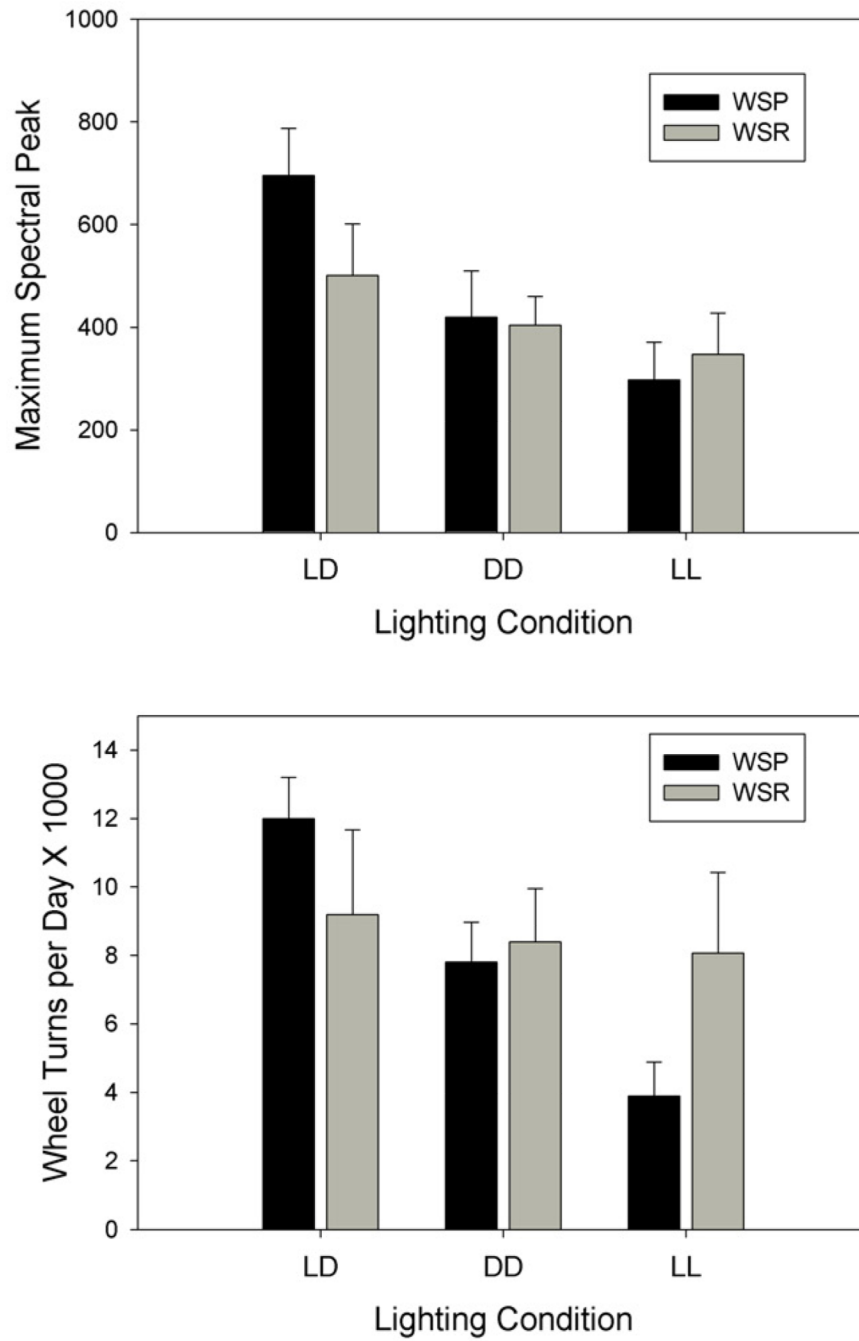 1000
800
600
400
200
0
Maximum Spectral Peak
WSP
WSR
LD DD LL
Lighting Condition
14
12
10
8
6
4
2
0
Wheel Turns per Day X 1000
WSP
WSR
LD DD LL
Lighting Condition